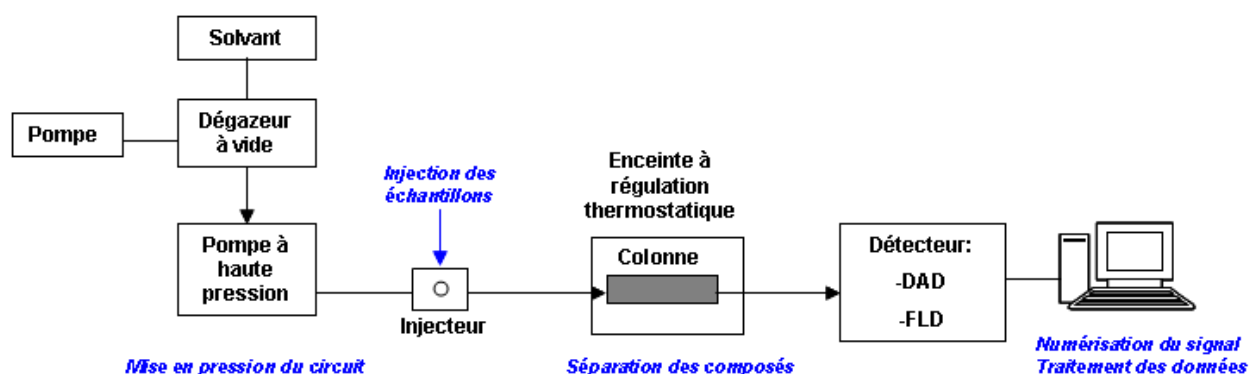 Solvant
Pompe
Dégazeur
à vide
Pompe à
haute
pression
Injection des
échantillons
Injecteur
Enceinte à
régulation
thermostatique
Colonne
Détecteur:
-DAD
-FLD
Mise en pression du circuit
Séparation des composés
Numérisation du signal
Traitement des données